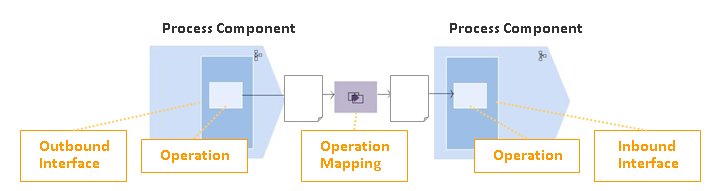 Process Component
Process Component
Outbound
Interface
Operation
Operation
Mapping
Operation
Inbound
Interface